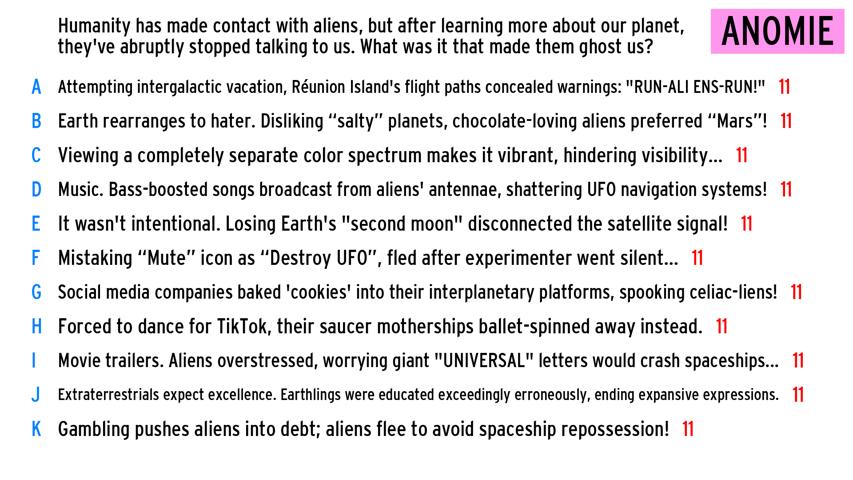 Humanity has made contact with aliens, but after learning more about our planet,
they've abruptly stopped talking to us. What was it that made them ghost us?
ANOMIE
A Attempting intergalactic vacation, Réunion Island's flight paths concealed warnings: "RUN-ALI ENS-RUN!" 11
B Earth rearranges to hater. Disliking “salty” planets, chocolate-loving aliens preferred “Mars”! 11
C Viewing a completely separate color spectrum makes it vibrant, hindering visibility... 11
D Music. Bass-boosted songs broadcast from aliens' antennae, shattering UFO navigation systems! 11
E It wasn't intentional. Losing Earth's "second moon" disconnected the satellite signal! 11
F Mistaking “Mute” icon as “Destroy UFO”, fled after experimenter went silent... 11
G Social media companies baked 'cookies' into their interplanetary platforms, spooking celiac-liens! 11
H Forced to dance for TikTok, their saucer motherships ballet-spinned away instead. 11
I Movie trailers. Aliens overstressed, worrying giant "UNIVERSAL" letters would crash spaceships... 11
J Extraterrestrials expect excellence. Earthlings were educated exceedingly erroneously, ending expansive expressions. 11
K Gambling pushes aliens into debt; aliens flee to avoid spaceship repossession! 11